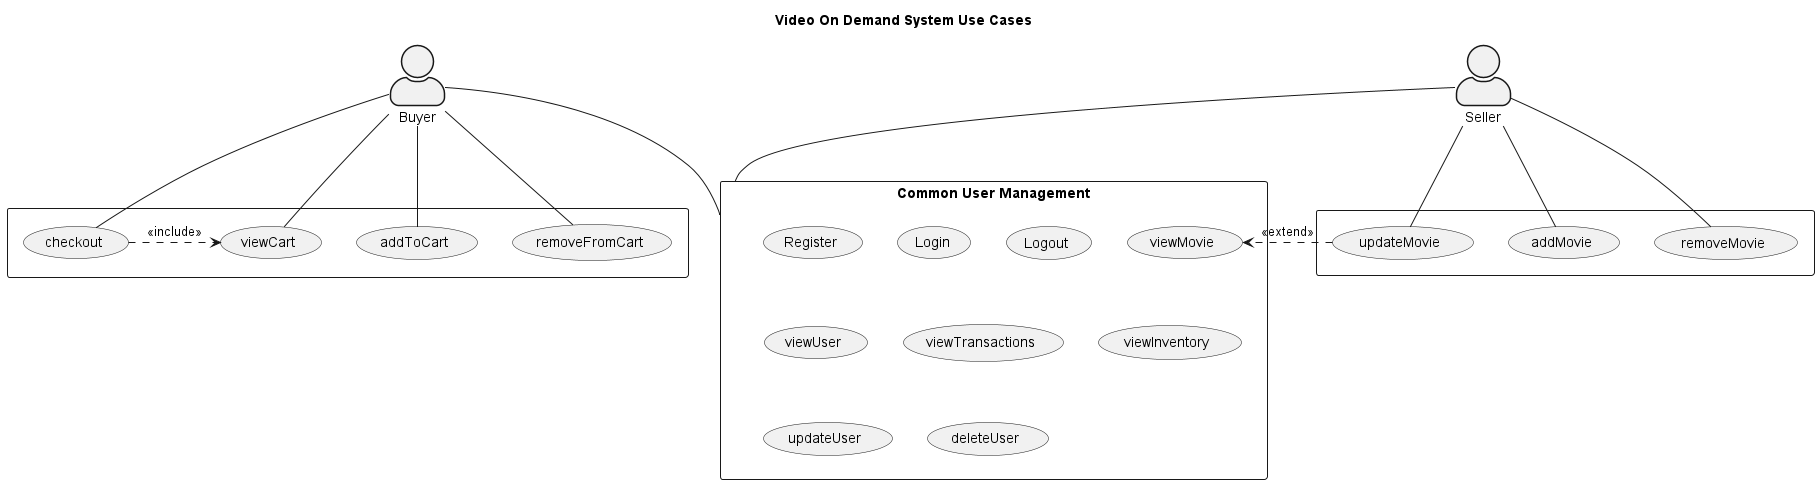 Video On Demand System Use Cases
Buyer
Seller
Common User Management
«include»
checkout
viewCart
addToCart
removeFromCart
Register
Login
Logout
viewMovie
«extend»
updateMovie
addMovie
removeMovie
viewUser
viewTransactions
viewInventory
updateUser
deleteUser